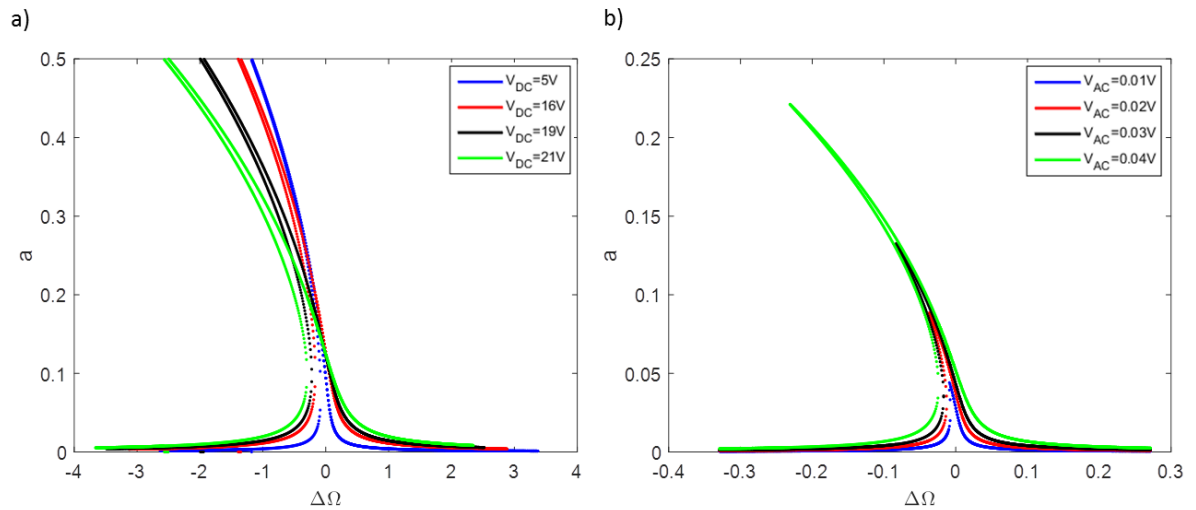 a)
0.5
0.4
0.3
0.2
0.1
0
a
-4
-3
-2
-1
0
1
2
3
4
ΔΩ
V_DC=5V
V_DC=16V
V_DC=19V
V_DC=21V
b)
0.25
0.2
0.15
0.1
0.05
0
a
-0.4
-0.3
-0.2
-0.1
0
0.1
0.2
0.3
ΔΩ
V_AC=0.01V
V_AC=0.02V
V_AC=0.03V
V_AC=0.04V